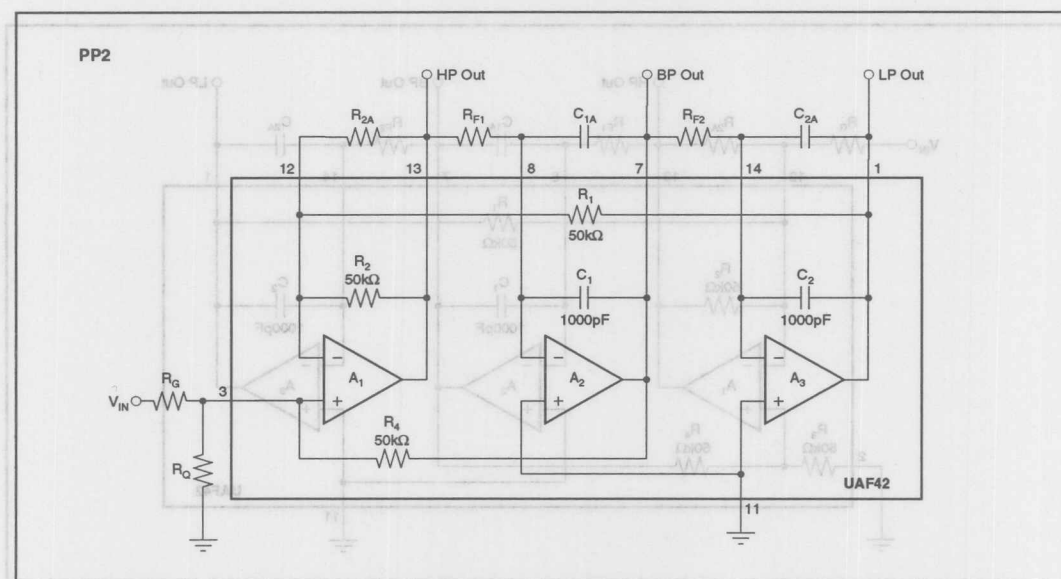 PP2
HP Out
BP Out
LP Out
R2A
RF1
C1A
RF2
C2A
12
13
8
7
14
1
R1
50kΩ
R2
50kΩ
C1
1000pF
C2
1000pF
A1
A2
A3
RG
VIN
3
R4
50kΩ
RQ
UAF42
11